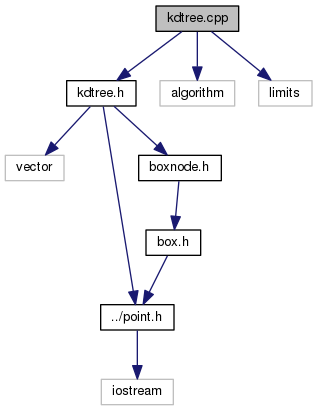 kdtree.cpp
kdtree.h
algorithm
limits
vector
boxnode.h
box.h
../point.h
iostream